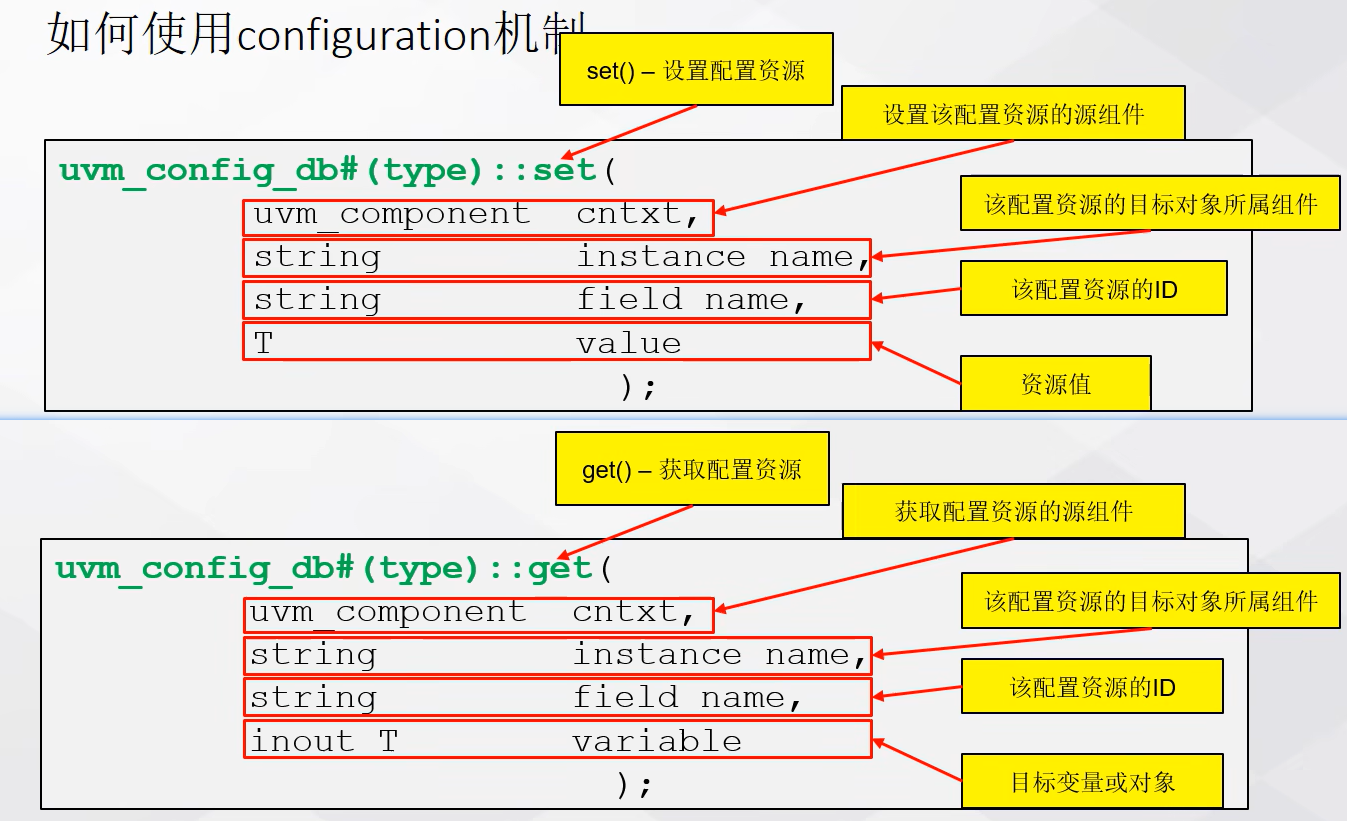 如何使用configuration机制
set() – 设置配置资源
设置该配置资源的源组件
uvm_config_db#(type)::set(
uvm_component cntxt,
该配置资源的目标对象所属组件
string instance name,
string field name,
该配置资源的ID
T value
资源值
);
get() – 获取配置资源
获取配置资源的源组件
uvm_config_db#(type)::get(
uvm_component cntxt,
该配置资源的目标对象所属组件
string instance name,
string field name,
该配置资源的ID
inout T variable
目标变量或对象
);